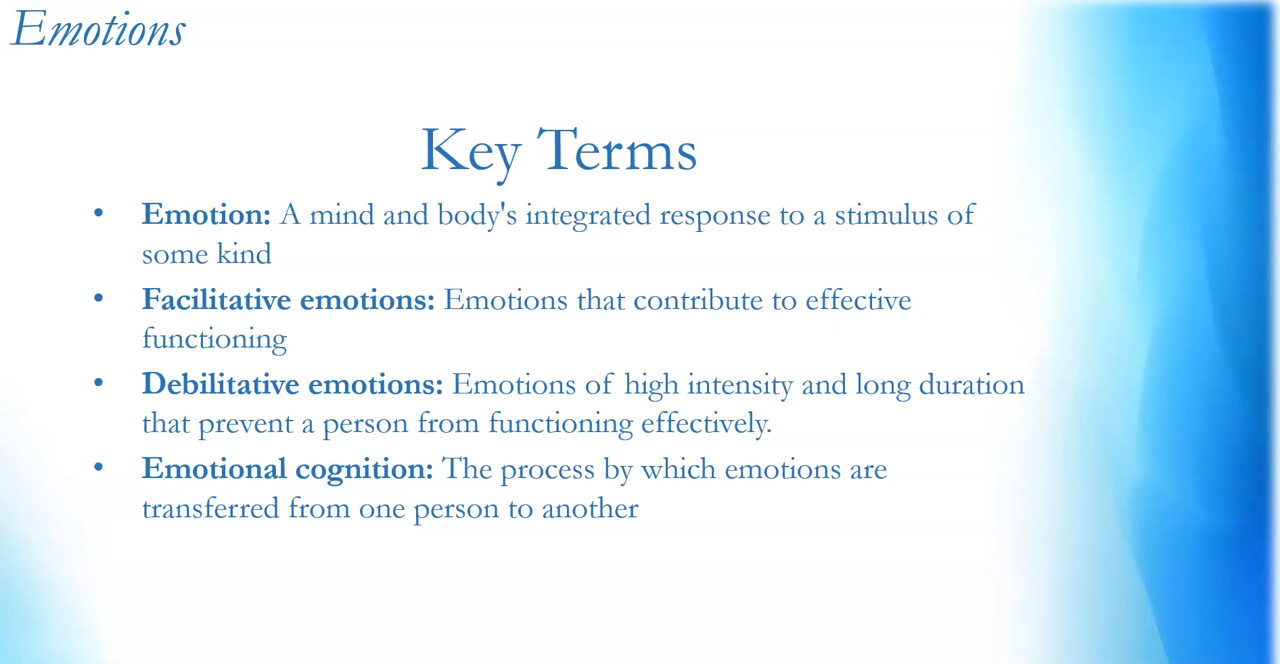 Emotions
Key Terms
• Emotion: A mind and body's integrated response to a stimulus of
some kind
• Facilitative emotions: Emotions that contribute to effective
functioning
• Debilitative emotions: Emotions of high intensity and long duration
that prevent a person from functioning effectively.
• Emotional cognition: The process by which emotions are
transferred from one person to another